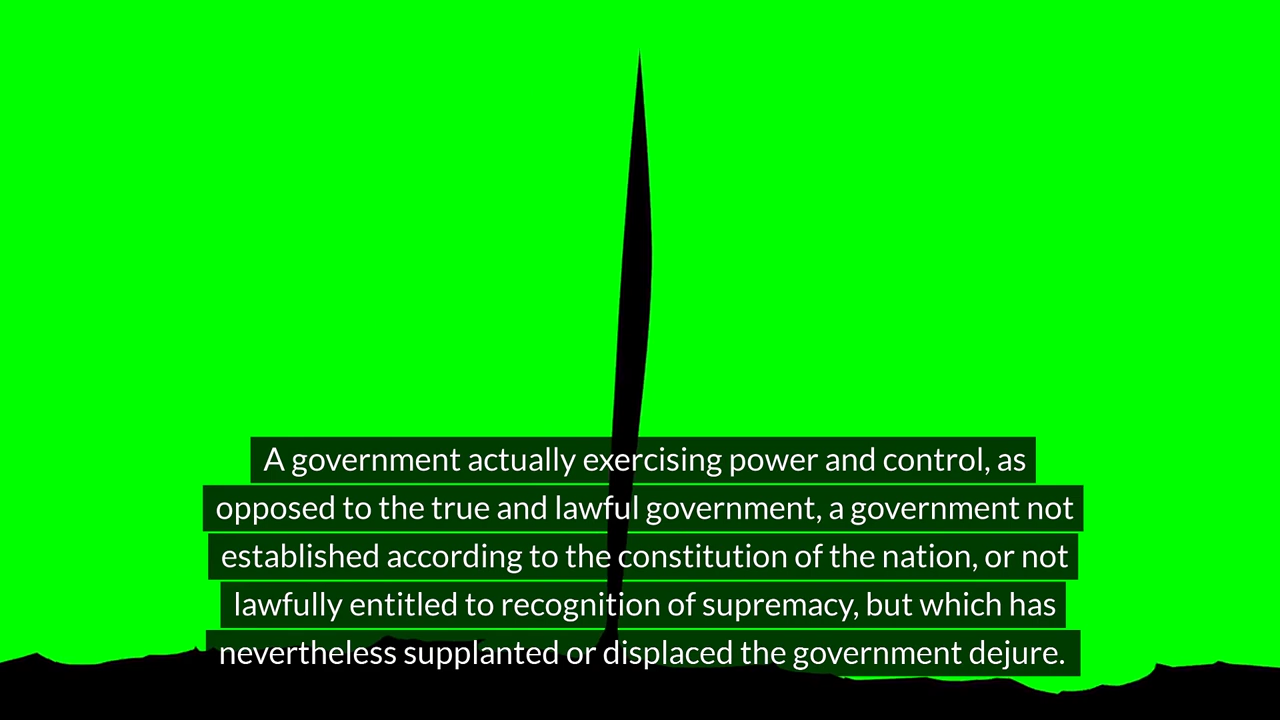 A government actually exercising power and control, as
opposed to the true and lawful government, a government not
established according to the constitution of the nation, or not
lawfully entitled to recognition of supremacy, but which has
nevertheless supplanted or displaced the government dejure.